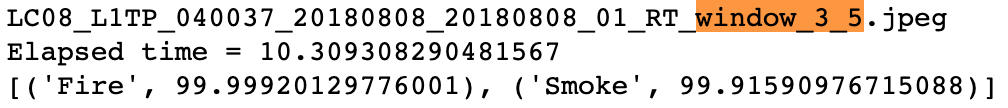 LC08_L1TP_040037_20180808_20180808_01_RT_window_3_5.jpeg
Elapsed time = 10.309308290481567
[('Fire', 99.99920129776001), ('Smoke', 99.91590976715088)]